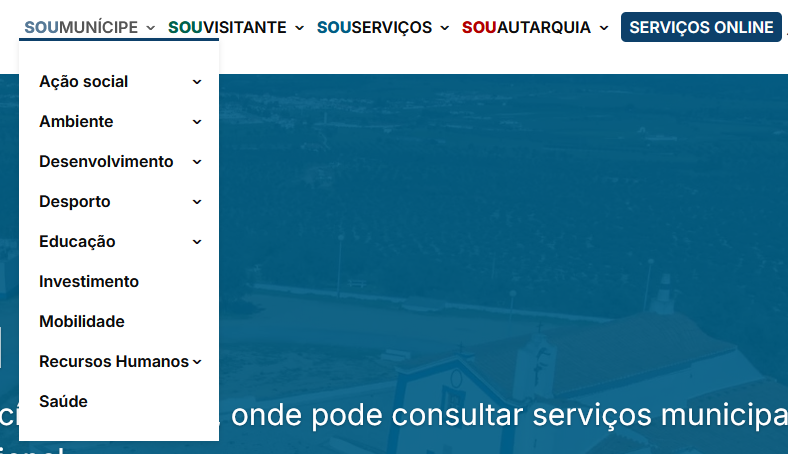 SOUMUNÍCIPE SOUVISITANTE SOUSERVIÇOS SOUAUTARQUIA SERVIÇOS ONLINE
Ação social
Ambiente
Desenvolvimento
Desporto
Educação
Investimento
Mobilidade
Recursos Humanos
Saúde
, onde pode consultar serviços